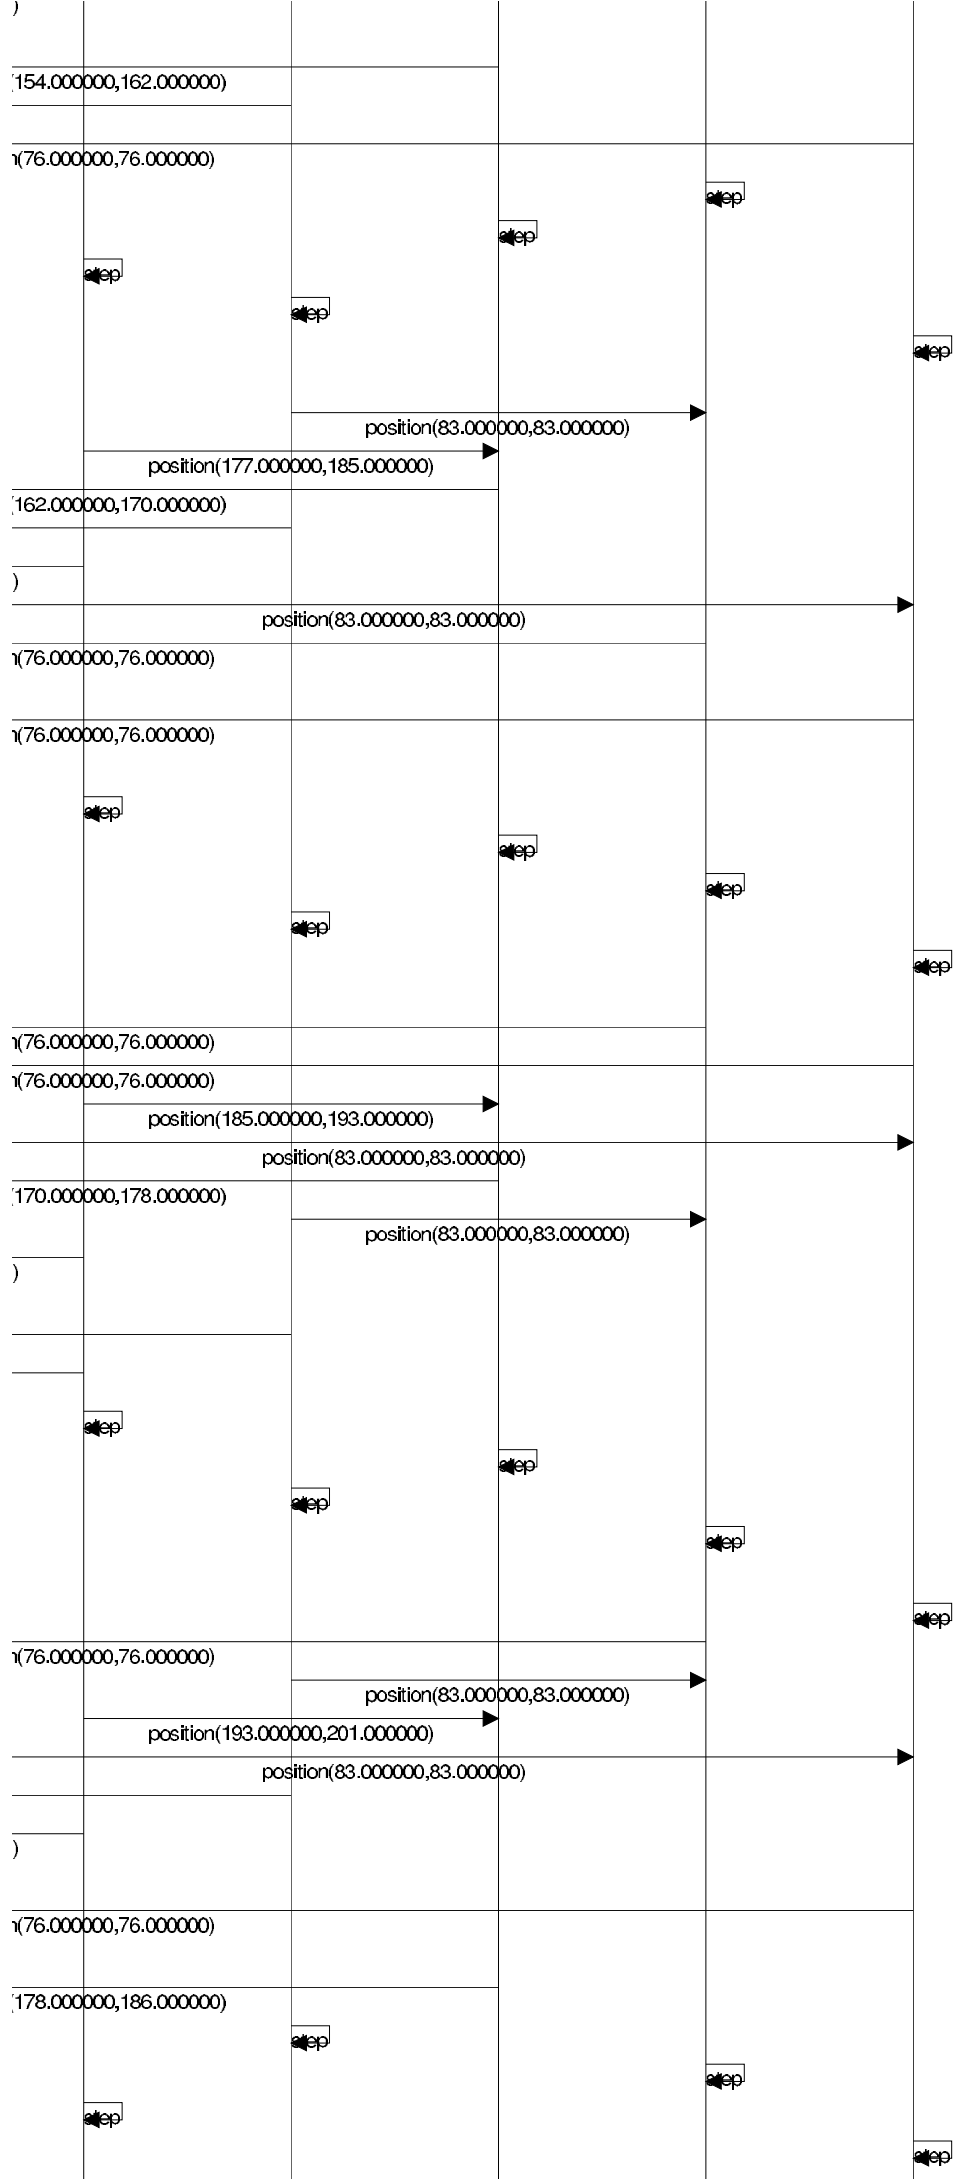 )
(154.000000,162.000000)
n(76.000000,76.000000)
step
step
step
step
step
position(83.000000,83.000000)
position(177.000000,185.000000)
(162.000000,170.000000)
)
position(83.000000,83.000000)
n(76.000000,76.000000)
n(76.000000,76.000000)
step
step
step
step
step
n(76.000000,76.000000)
n(76.000000,76.000000)
position(185.000000,193.000000)
position(83.000000,83.000000)
(170.000000,178.000000)
position(83.000000,83.000000)
)
step
step
step
step
step
n(76.000000,76.000000)
position(83.000000,83.000000)
position(193.000000,201.000000)
position(83.000000,83.000000)
)
n(76.000000,76.000000)
(178.000000,186.000000)
step
step
step
step